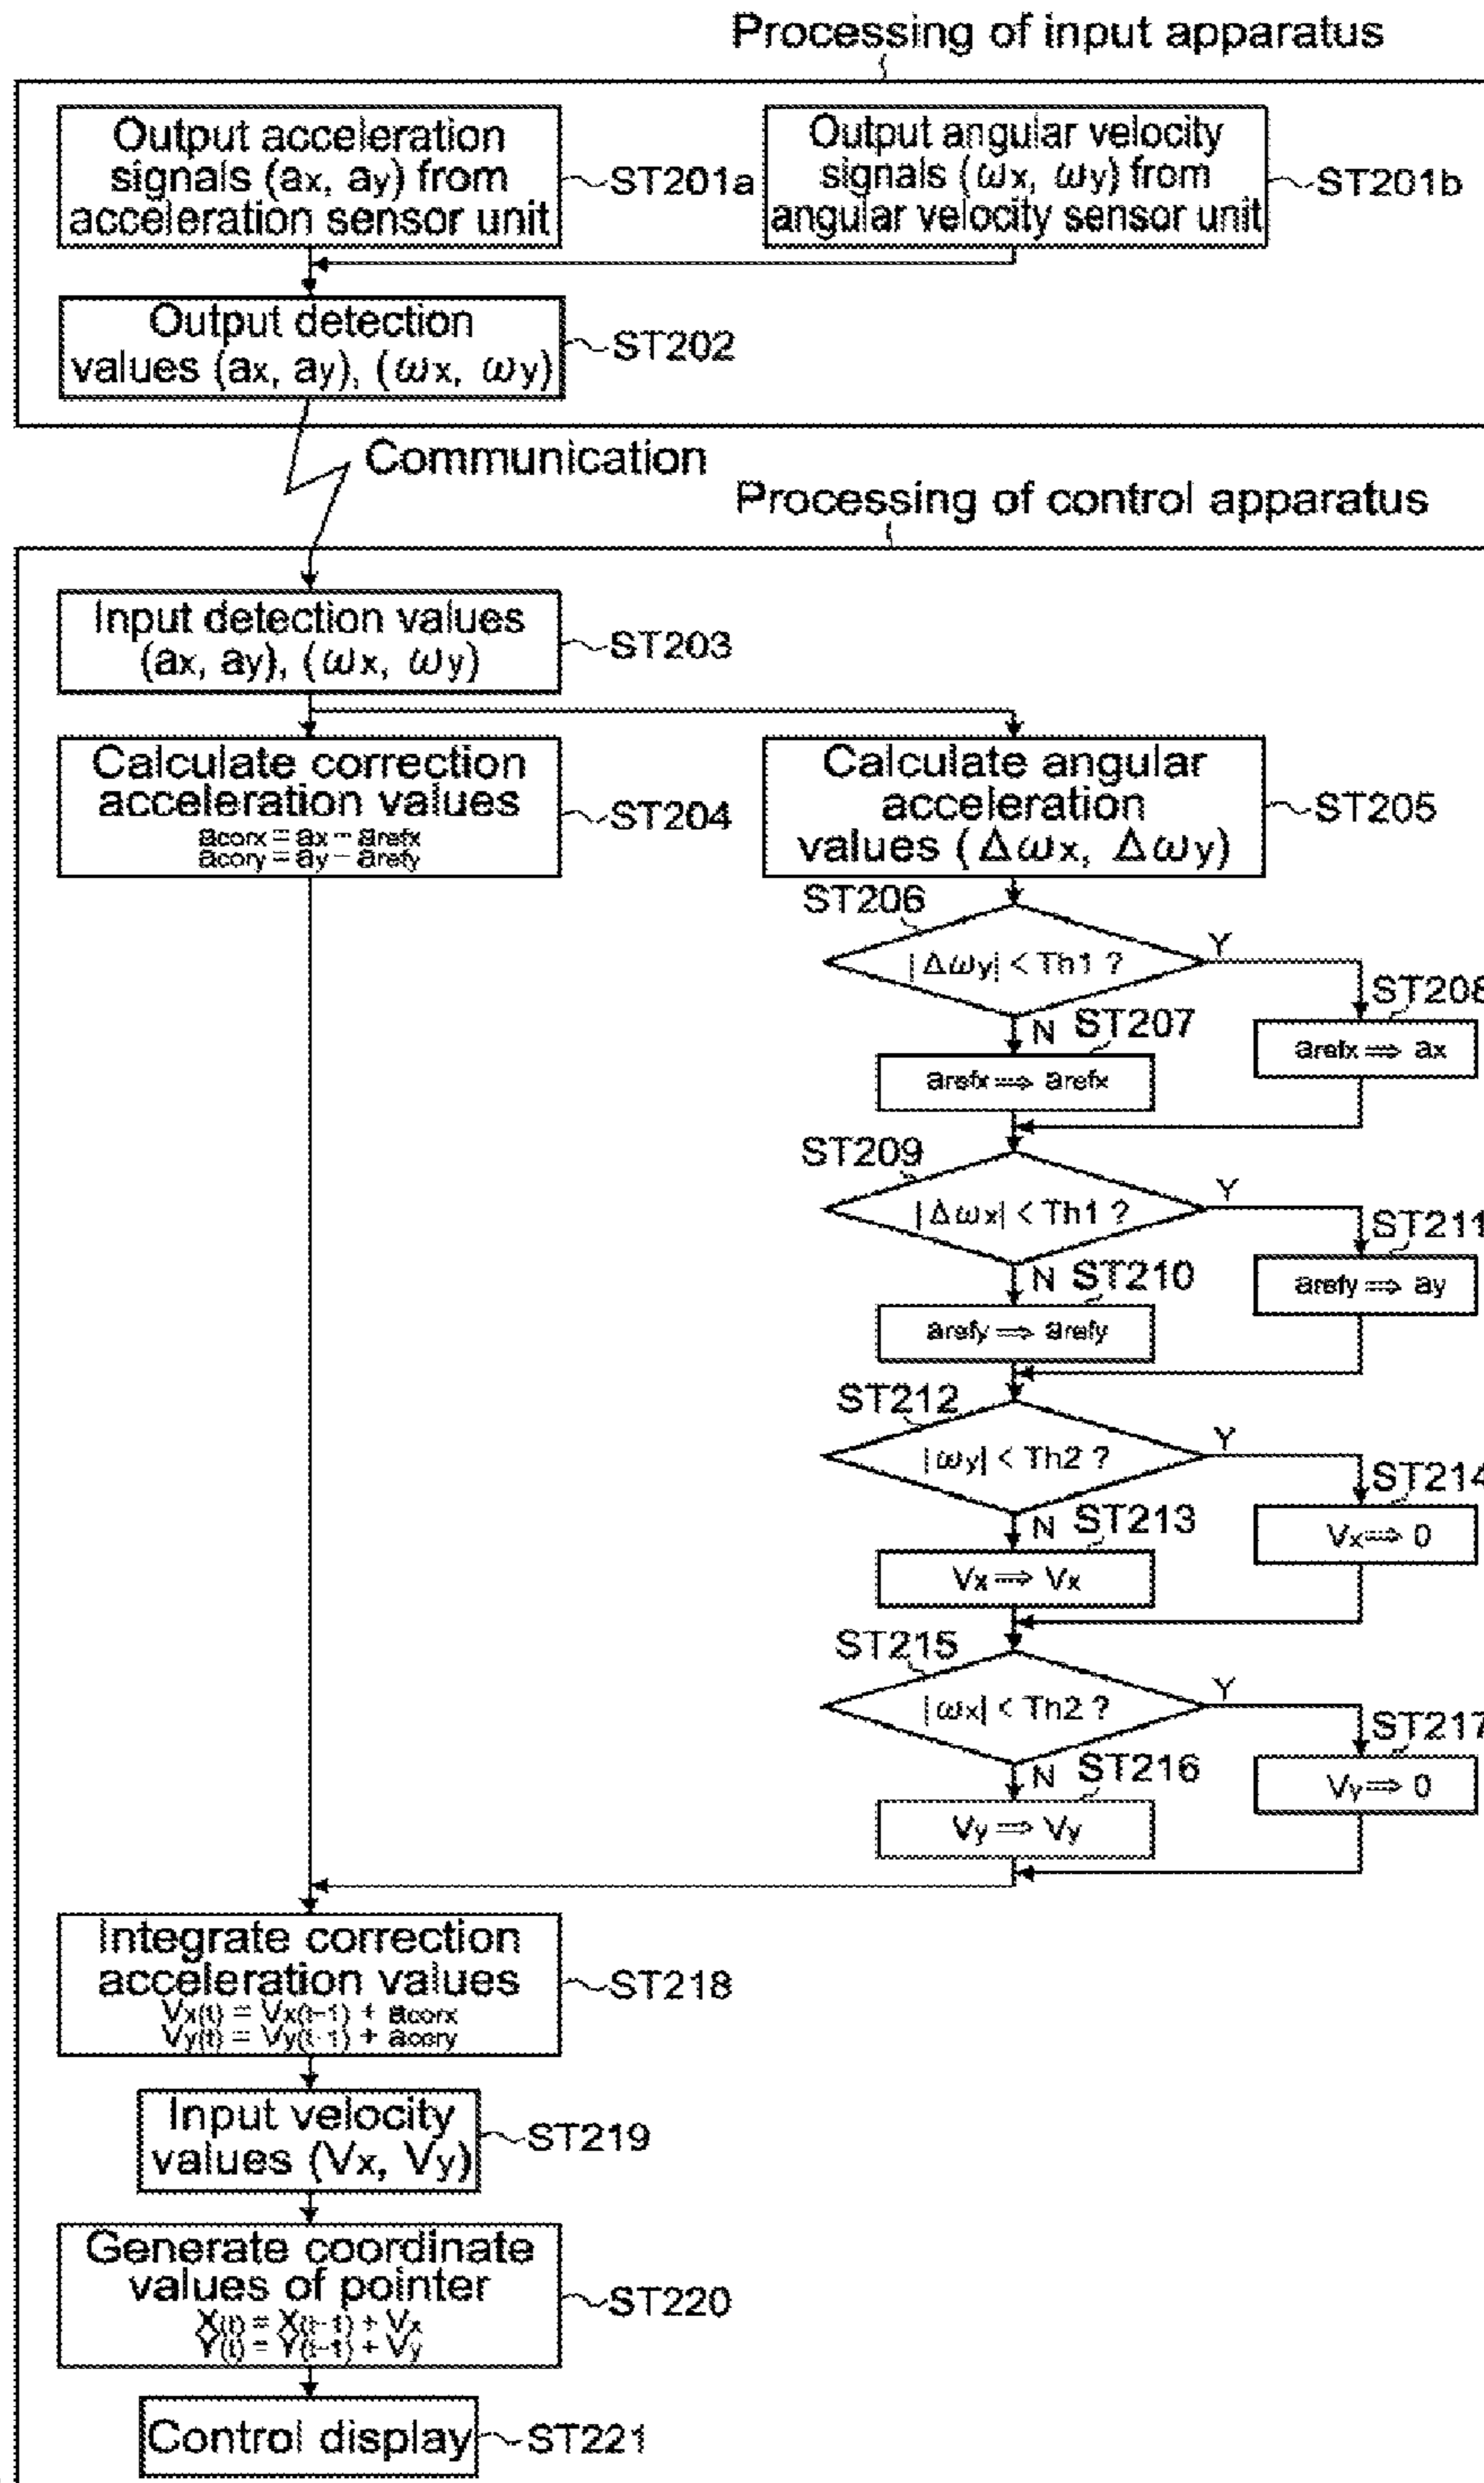 Processing of input apparatus
Output acceleration
signals (ax, ay) from
acceleration sensor unit
ST201a
Output angular velocity
signals (ωx, ωy) from
angular velocity sensor unit
ST201b
Output detection
values (ax, ay), (ωx, ωy)
ST202
Communication
Processing of control apparatus
Input detection values
(ax, ay), (ωx, ωy)
ST203
Calculate correction
acceleration values
acorx = ax − arefx
acory = ay − arefy
ST204
Calculate angular
acceleration
values (Δωx, Δωy)
ST205
ST206
|Δωy| < Th1 ?
Y
ST208
arefx ⇒ ax
N
ST207
arefx ⇒ arefx
ST209
|Δωx| < Th1 ?
Y
ST211
arefy ⇒ ay
N
ST210
arefy ⇒ arefy
ST212
|ωy| < Th2 ?
Y
ST214
Vx ⇒ 0
N
ST213
Vx ⇒ Vx
ST215
|ωx| < Th2 ?
Y
ST217
Vy ⇒ 0
N
ST216
Vy ⇒ Vy
Integrate correction
acceleration values
Vx(t) = Vx(t−1) + acorx
Vy(t) = Vy(t−1) + acory
ST218
Input velocity
values (Vx, Vy)
ST219
Generate coordinate
values of pointer
X(t) = X(t−1) + Vx
Y(t) = Y(t−1) + Vy
ST220
Control display
ST221